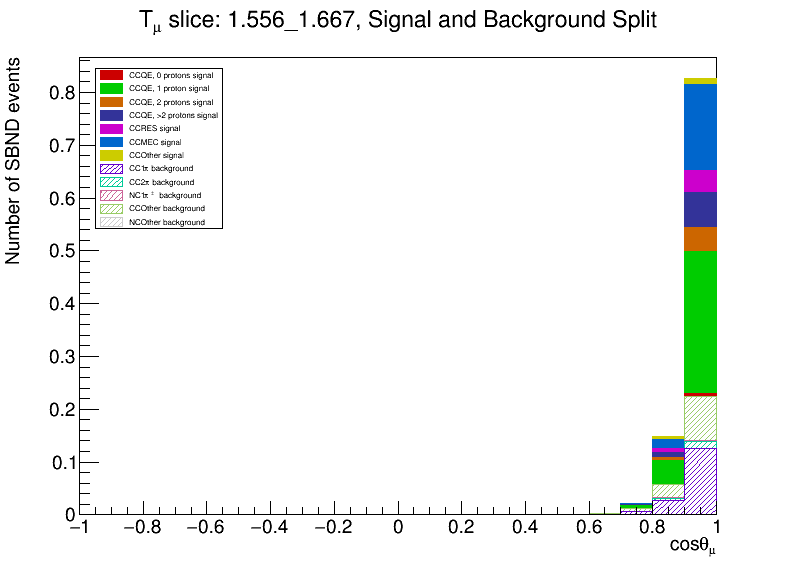 Tμ slice: 1.556_1.667, Signal and Background Split
Number of SBND events
CCQE, 0 protons signal
CCQE, 1 proton signal
CCQE, 2 protons signal
CCQE, >2 protons signal
CCRES signal
CCMEC signal
CCOther signal
CC1π background
CC2π background
NC1π ± background
CCOther background
NCOther background
0.8
0.7
0.6
0.5
0.4
0.3
0.2
0.1
0
−1 −0.8 −0.6 −0.4 −0.2 0 0.2 0.4 0.6 0.8 1
cosθμ